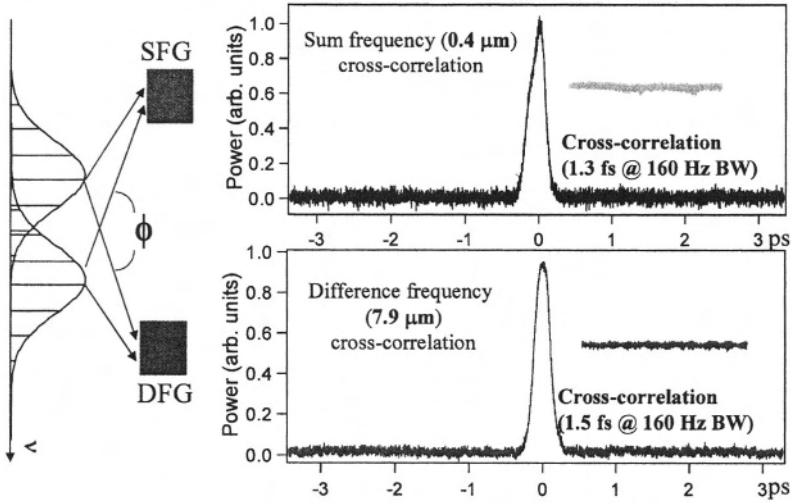 SFG
DFG
ϕ
ν
Power (arb. units)
1.0
0.8
0.6
0.4
0.2
0.0
Sum frequency (0.4 μm)
cross-correlation
Cross-correlation
(1.3 fs @ 160 Hz BW)
-3 -2 -1 0 1 2 3 ps
Power (arb. units)
1.0
0.8
0.6
0.4
0.2
0.0
Difference frequency
(7.9 μm)
cross-correlation
Cross-correlation
(1.5 fs @ 160 Hz BW)
-3 -2 -1 0 1 2 3 ps